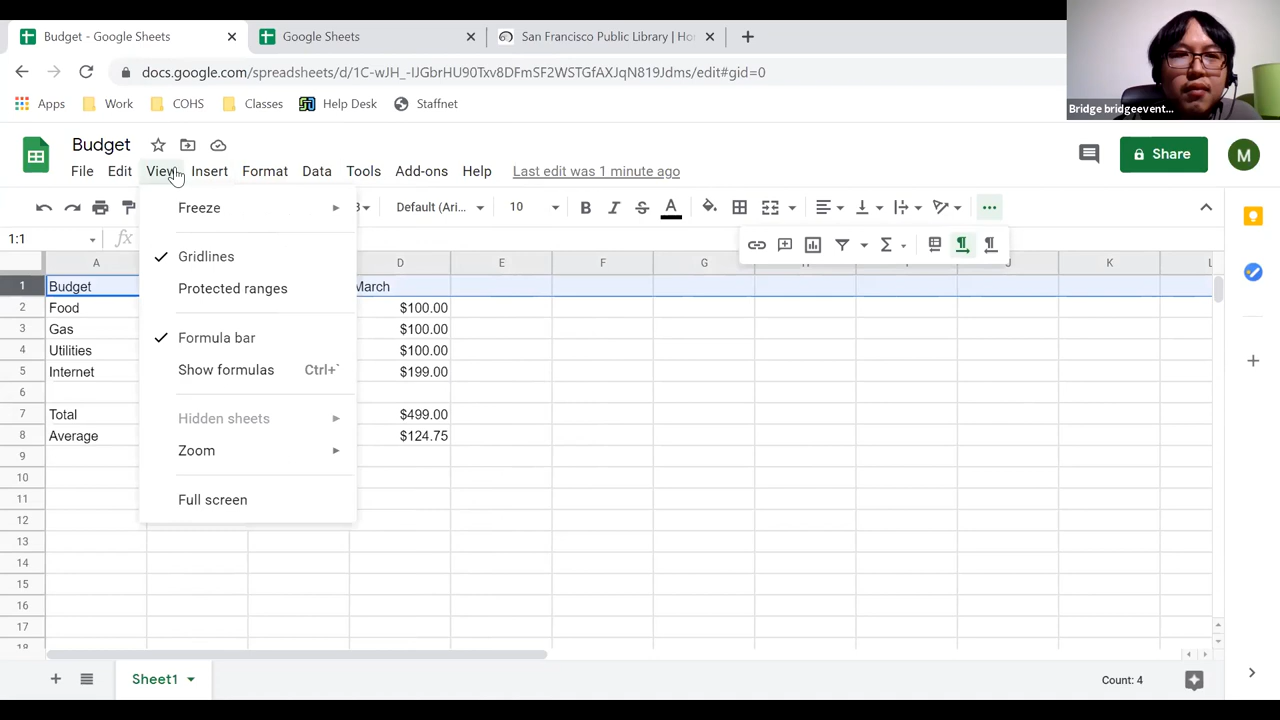 Budget - Google Sheets
Google Sheets
San Francisco Public Library | Ho
docs.google.com/spreadsheets/d/1C-wJH_-IJGbrHU90Txv8DFmSF2WSTGfAXJqN819Jdms/edit#gid=0
Apps Work COHS Classes Help Desk Staffnet
Bridge bridgeevent...
Budget
File Edit View Insert Format Data Tools Add-ons Help Last edit was 1 minute ago
Share M
Default (Ari... 10 B I S A
1:1 fx
A D E F G K L
1 Budget March
2 Food $100.00
3 Gas $100.00
4 Utilities $100.00
5 Internet $199.00
6
7 Total $499.00
8 Average $124.75
9
10
11
12
13
14
15
16
17
18
Freeze
Gridlines
Protected ranges
Formula bar
Show formulas Ctrl+`
Hidden sheets
Zoom
Full screen
Sheet1
Count: 4